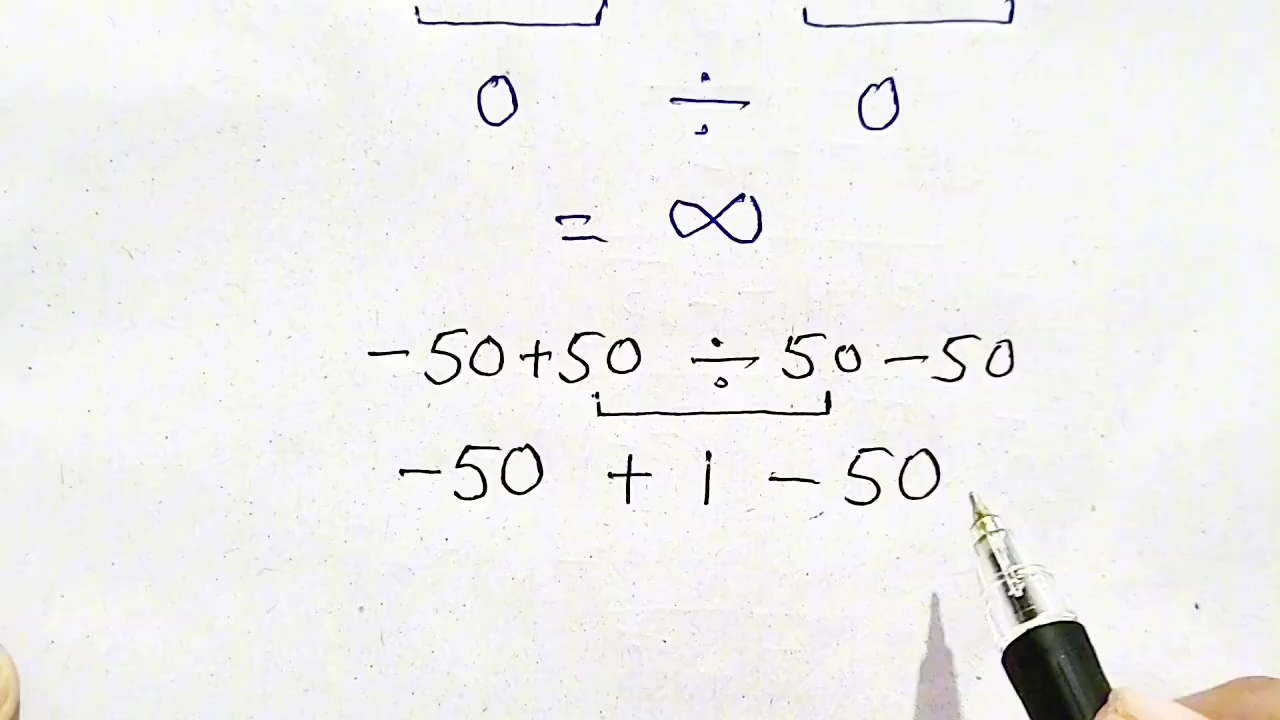 0 ÷ 0
= ∞
-50+50 ÷ 50-50
-50 + 1 - 50